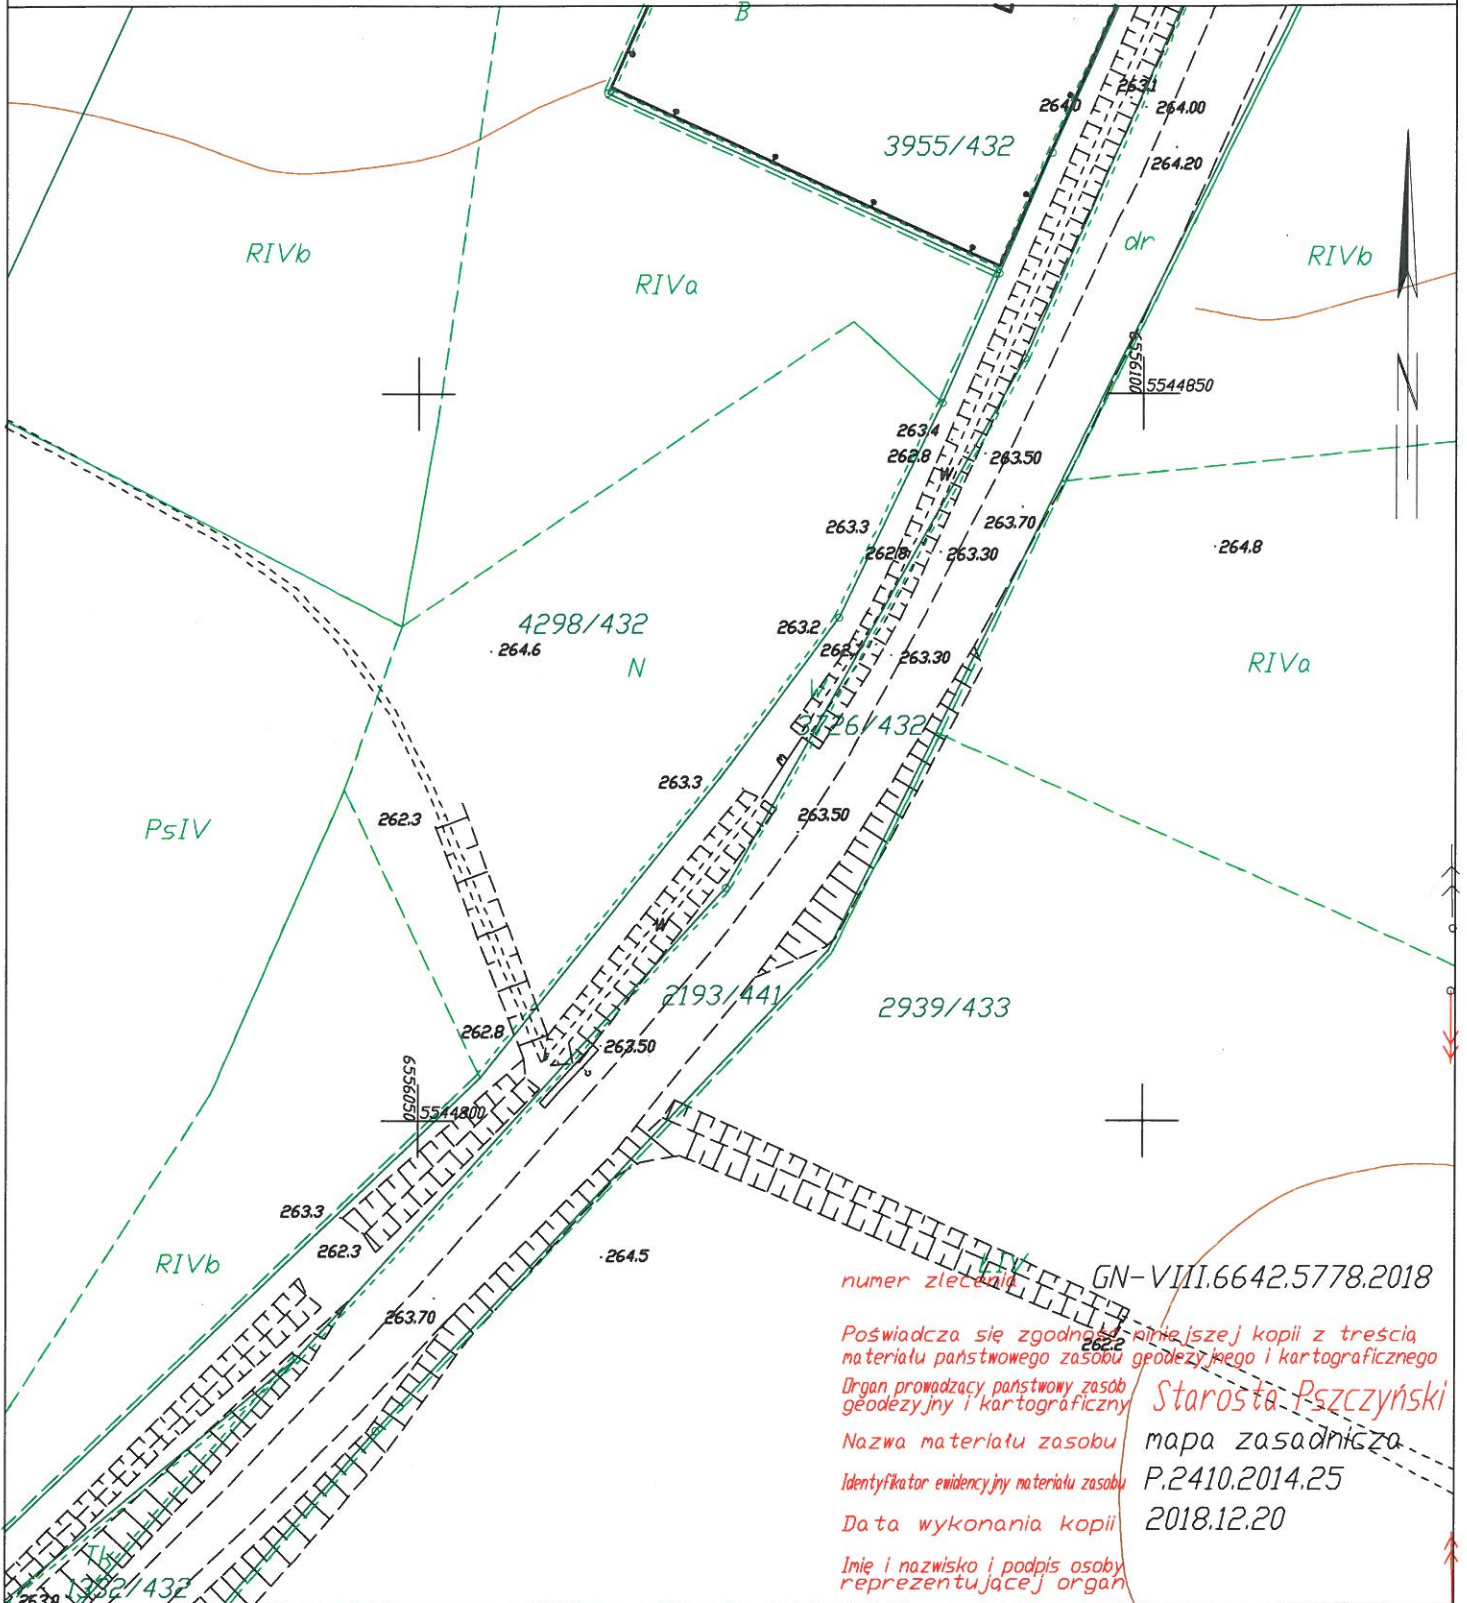 B
263.1
264.0
264.00
3955/432
264.20
dr
RIVb
RIVa
RIVb
6556100
5544850
263.4
262.8
W
263.50
263.3
263.70
262.8
263.30
264.8
4298/432
263.2
264.6
263.30
N
RIVa
3726/432
m
263.3
263.50
PsIV
262.3
W
2193/441
2939/433
262.8
263.50
6556050
5544800
263.3
262.3
264.5
RIVb
263.70
ŁIV
numer zlecenia GN-VIII.6642.5778.2018
Poświadcza się zgodność niniejszej kopii z treścią
262.2
materiału państwowego zasobu geodezyjnego i kartograficznego
Organ prowadzący państwowy zasób
geodezyjny i kartograficzny Starosta Pszczyński
Nazwa materiału zasobu mapa zasadnicza
Identyfikator ewidencyjny materiału zasobu P.2410.2014.25
Data wykonania kopii 2018.12.20
Imię i nazwisko i podpis osoby
reprezentującej organ